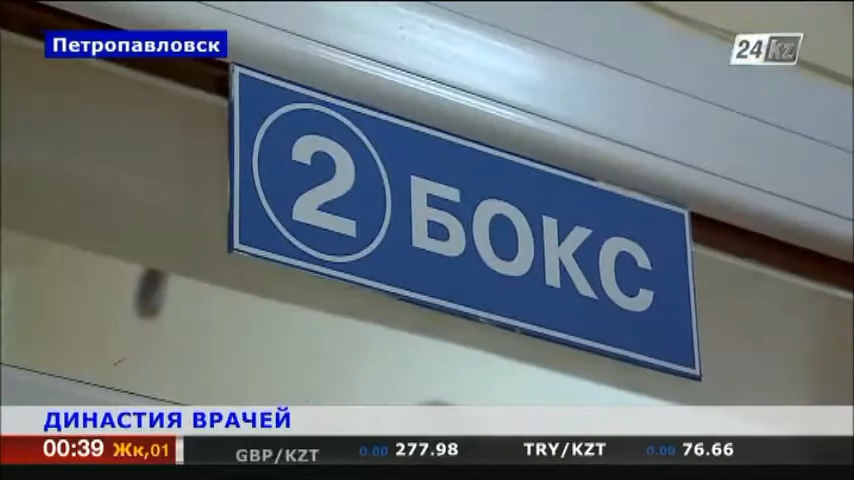 Петропавловск
24kz
2 БОКС
ДИНАСТИЯ ВРАЧЕЙ
00:39 Жк,01 GBP/KZT 0.00 277.98 TRY/KZT 0.00 76.66